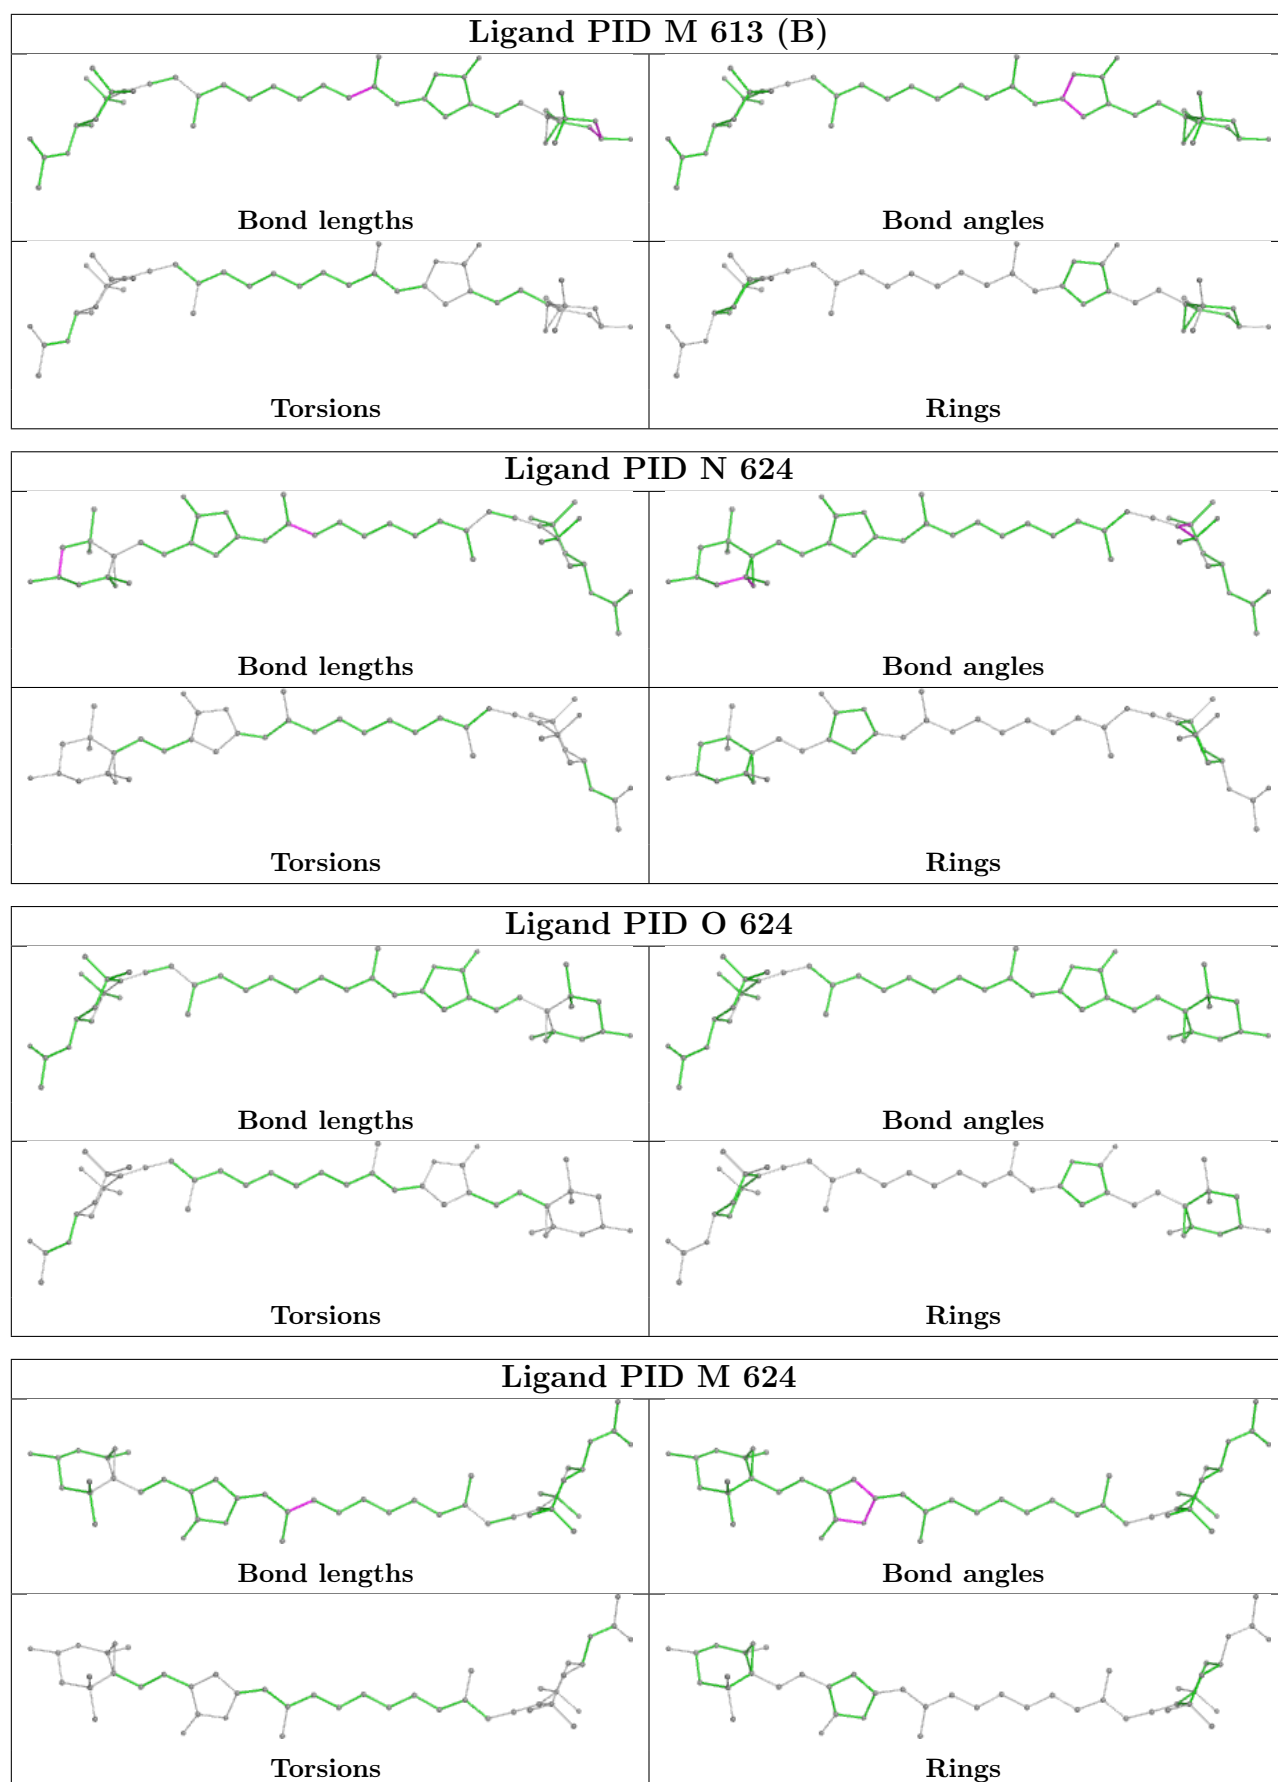 Ligand PID M 613 (B)
Bond lengths
Bond angles
Torsions
Rings
Ligand PID N 624
Bond lengths
Bond angles
Torsions
Rings
Ligand PID O 624
Bond lengths
Bond angles
Torsions
Rings
Ligand PID M 624
Bond lengths
Bond angles
Torsions
Rings